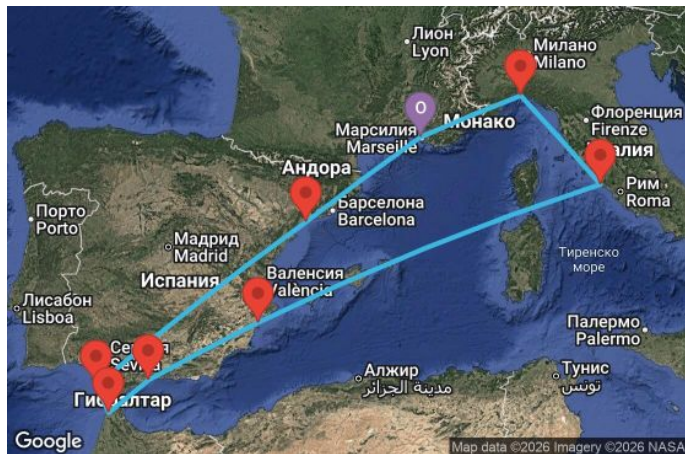 Лион
Lyon
Милано
Milano
Марсилия
Marseille
O
Монако
Флоренция
Firenze
Андора
Барселона
Barcelona
Рим
Roma
Порто
Porto
Мадрид
Madrid
Испания
Валенсия
València
Тиренско
море
Лисабон
Lisboa
Палермо
Palermo
Гибралтар
Алжир
مدينة الجزائر
Тунис
تونس
Google
Map data ©2026 Imagery ©2026 NASA